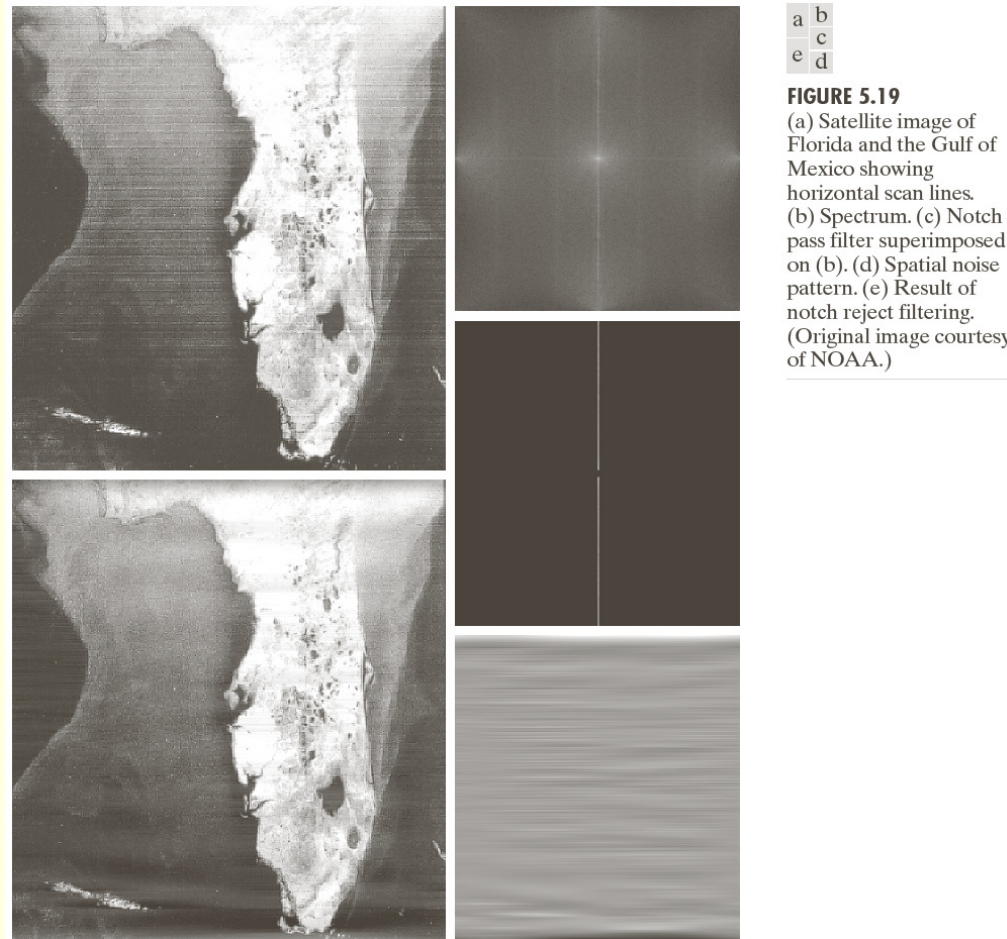 a b
c
e d
FIGURE 5.19
(a) Satellite image of
Florida and the Gulf of
Mexico showing
horizontal scan lines.
(b) Spectrum. (c) Notch
pass filter superimposed
on (b). (d) Spatial noise
pattern. (e) Result of
notch reject filtering.
(Original image courtesy
of NOAA.)